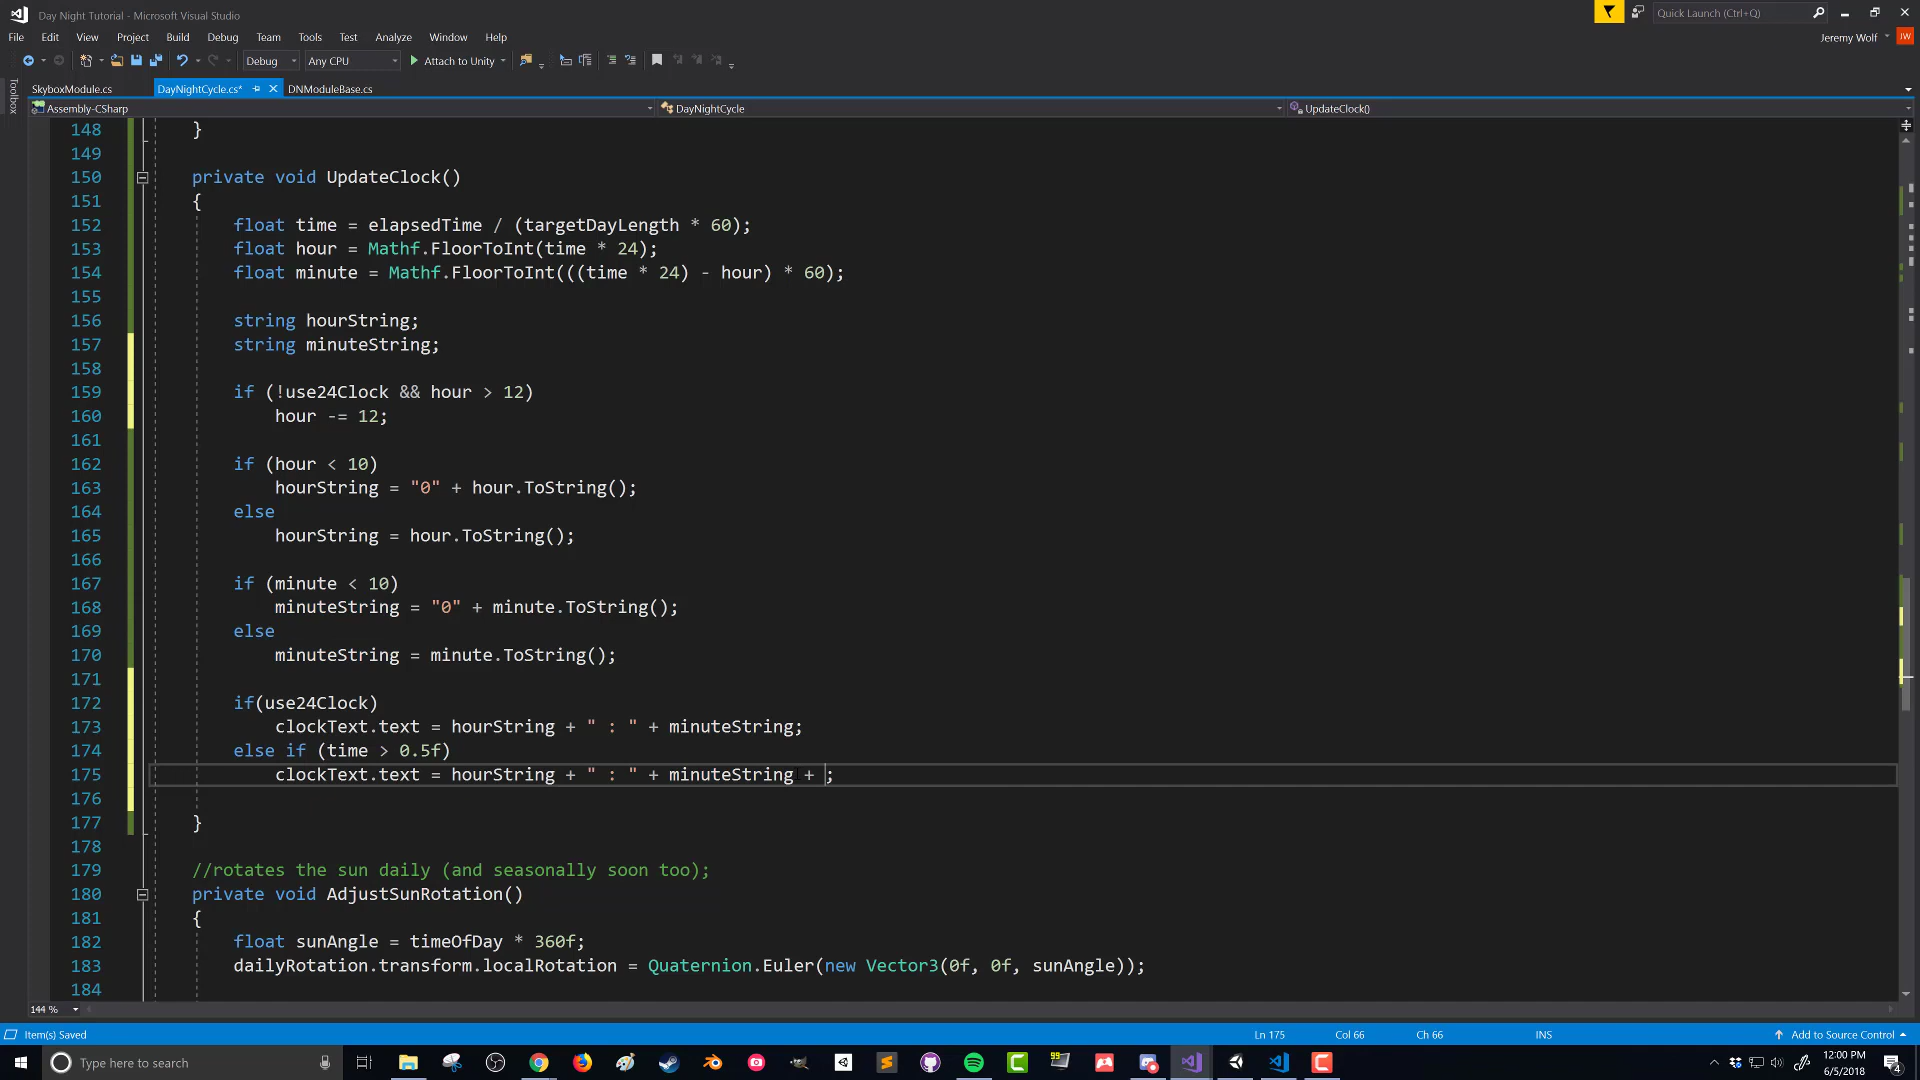 Day Night Tutorial - Microsoft Visual Studio
Quick Launch (Ctrl+Q)
File Edit View Project Build Debug Team Tools Test Analyze Window Help
Jeremy Wolf JW
Debug Any CPU Attach to Unity
Toolbox
SkyboxModule.cs DayNightCycle.cs* DNModuleBase.cs
Assembly-CSharp DayNightCycle UpdateClock()
148 }
149
150 private void UpdateClock()
151 {
152 float time = elapsedTime / (targetDayLength * 60);
153 float hour = Mathf.FloorToInt(time * 24);
154 float minute = Mathf.FloorToInt(((time * 24) - hour) * 60);
155
156 string hourString;
157 string minuteString;
158
159 if (!use24Clock && hour > 12)
160 hour -= 12;
161
162 if (hour < 10)
163 hourString = "0" + hour.ToString();
164 else
165 hourString = hour.ToString();
166
167 if (minute < 10)
168 minuteString = "0" + minute.ToString();
169 else
170 minuteString = minute.ToString();
171
172 if(use24Clock)
173 clockText.text = hourString + " : " + minuteString;
174 else if (time > 0.5f)
175 clockText.text = hourString + " : " + minuteString + ;
176
177 }
178
179 //rotates the sun daily (and seasonally soon too);
180 private void AdjustSunRotation()
181 {
182 float sunAngle = timeOfDay * 360f;
183 dailyRotation.transform.localRotation = Quaternion.Euler(new Vector3(0f, 0f, sunAngle));
184
144 %
Item(s) Saved Ln 175 Col 66 Ch 66 INS Add to Source Control
Type here to search
99
12:00 PM
6/5/2018
4